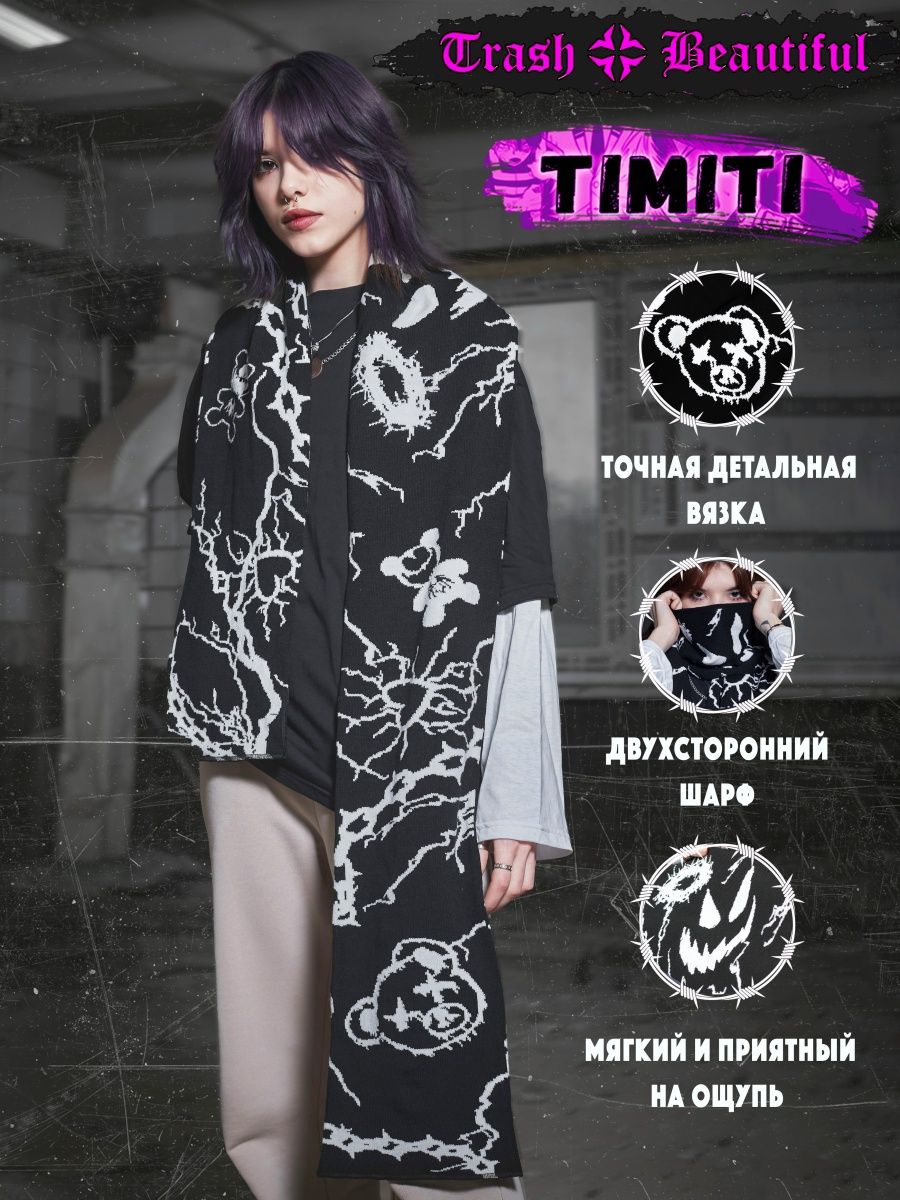 Trash Beautiful
TIMITI
ТОЧНАЯ ДЕТАЛЬНАЯ
ВЯЗКА
ДВУХСТОРОННИЙ
ШАРФ
МЯГКИЙ И ПРИЯТНЫЙ
НА ОЩУПЬ